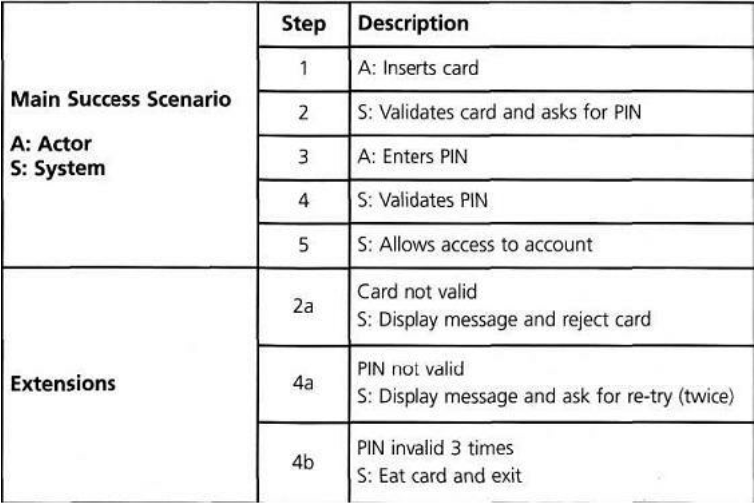 Step Description
1 A: Inserts card
Main Success Scenario
2 S: Validates card and asks for PIN
A: Actor
S: System
3 A: Enters PIN
4 S: Validates PIN
5 S: Allows access to account
2a Card not valid
S: Display message and reject card
Extensions
4a PIN not valid
S: Display message and ask for re-try (twice)
4b PIN invalid 3 times
S: Eat card and exit